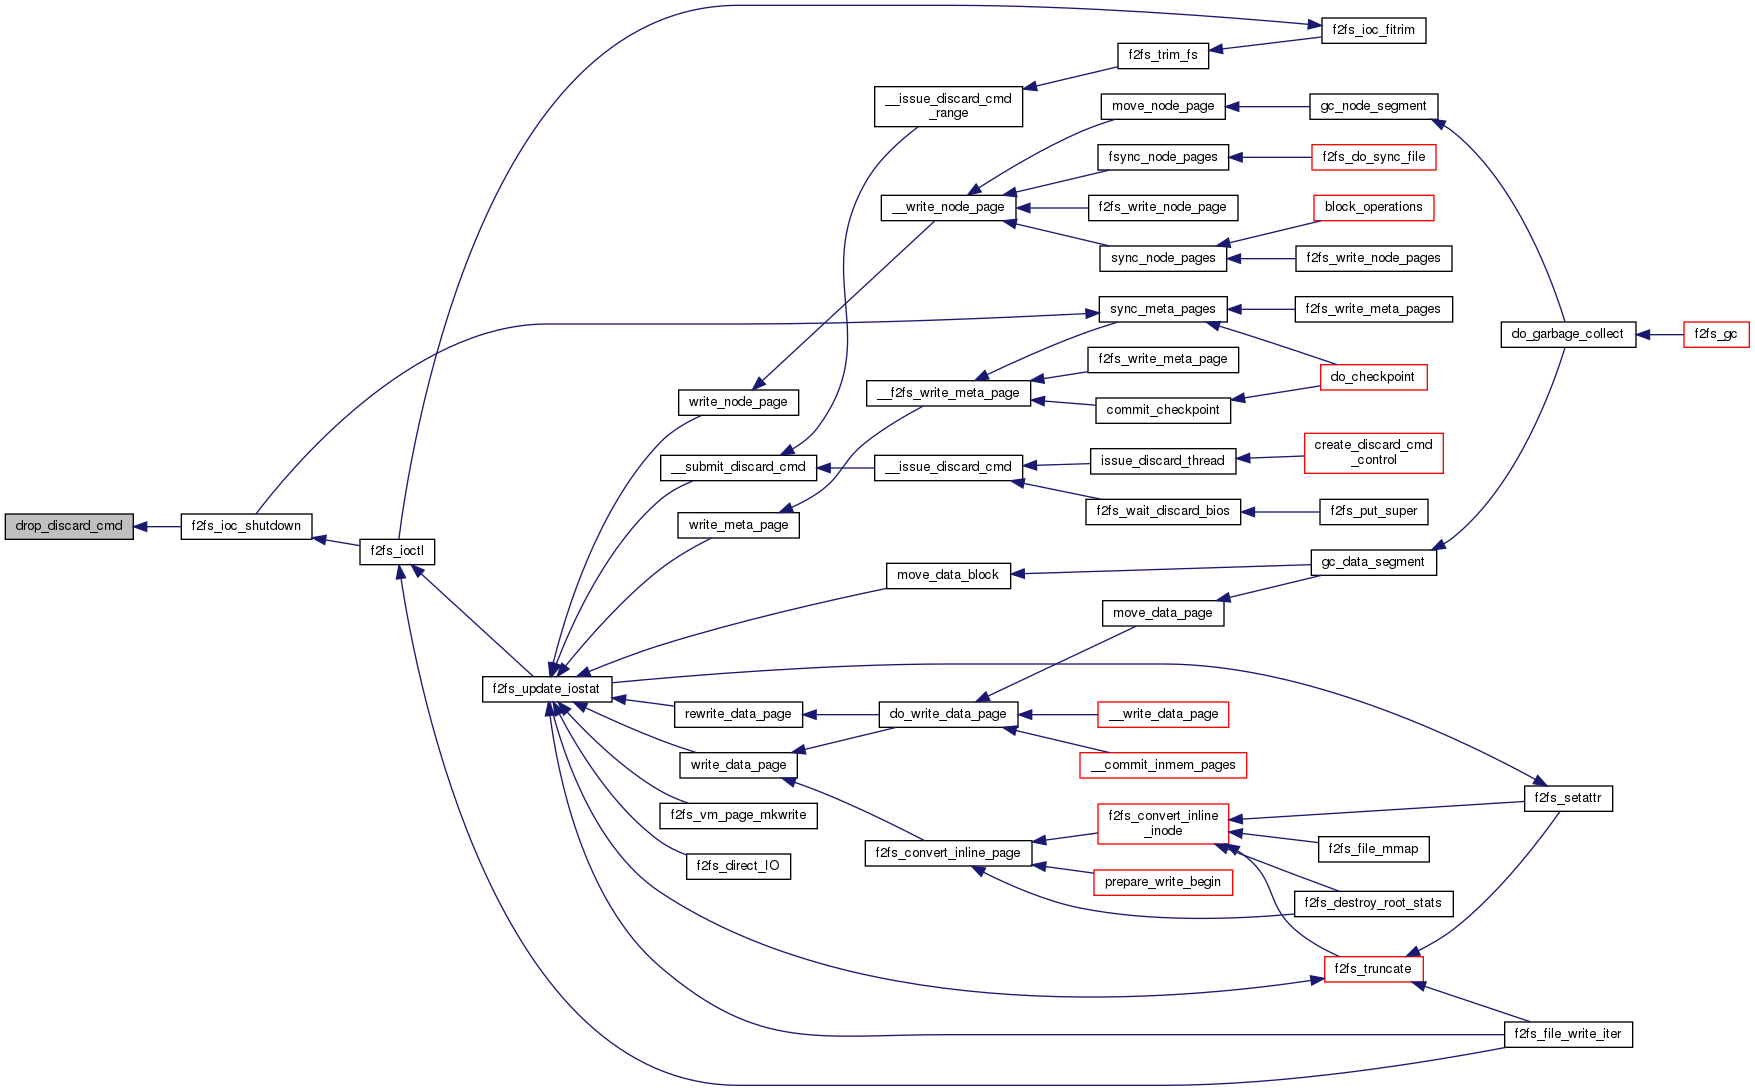 f2fs_ioc_fitrim
f2fs_trim_fs
__issue_discard_cmd
_range
move_node_page
gc_node_segment
fsync_node_pages
f2fs_do_sync_file
__write_node_page
f2fs_write_node_page
block_operations
sync_node_pages
f2fs_write_node_pages
sync_meta_pages
f2fs_write_meta_pages
do_garbage_collect
f2fs_gc
f2fs_write_meta_page
do_checkpoint
__f2fs_write_meta_page
write_node_page
commit_checkpoint
create_discard_cmd
_control
__submit_discard_cmd
__issue_discard_cmd
issue_discard_thread
drop_discard_cmd
f2fs_ioc_shutdown
write_meta_page
f2fs_wait_discard_bios
f2fs_put_super
f2fs_ioctl
move_data_block
gc_data_segment
move_data_page
f2fs_update_iostat
rewrite_data_page
do_write_data_page
__write_data_page
write_data_page
__commit_inmem_pages
f2fs_setattr
f2fs_vm_page_mkwrite
f2fs_convert_inline
_inode
f2fs_file_mmap
f2fs_convert_inline_page
f2fs_direct_IO
prepare_write_begin
f2fs_destroy_root_stats
f2fs_truncate
f2fs_file_write_iter